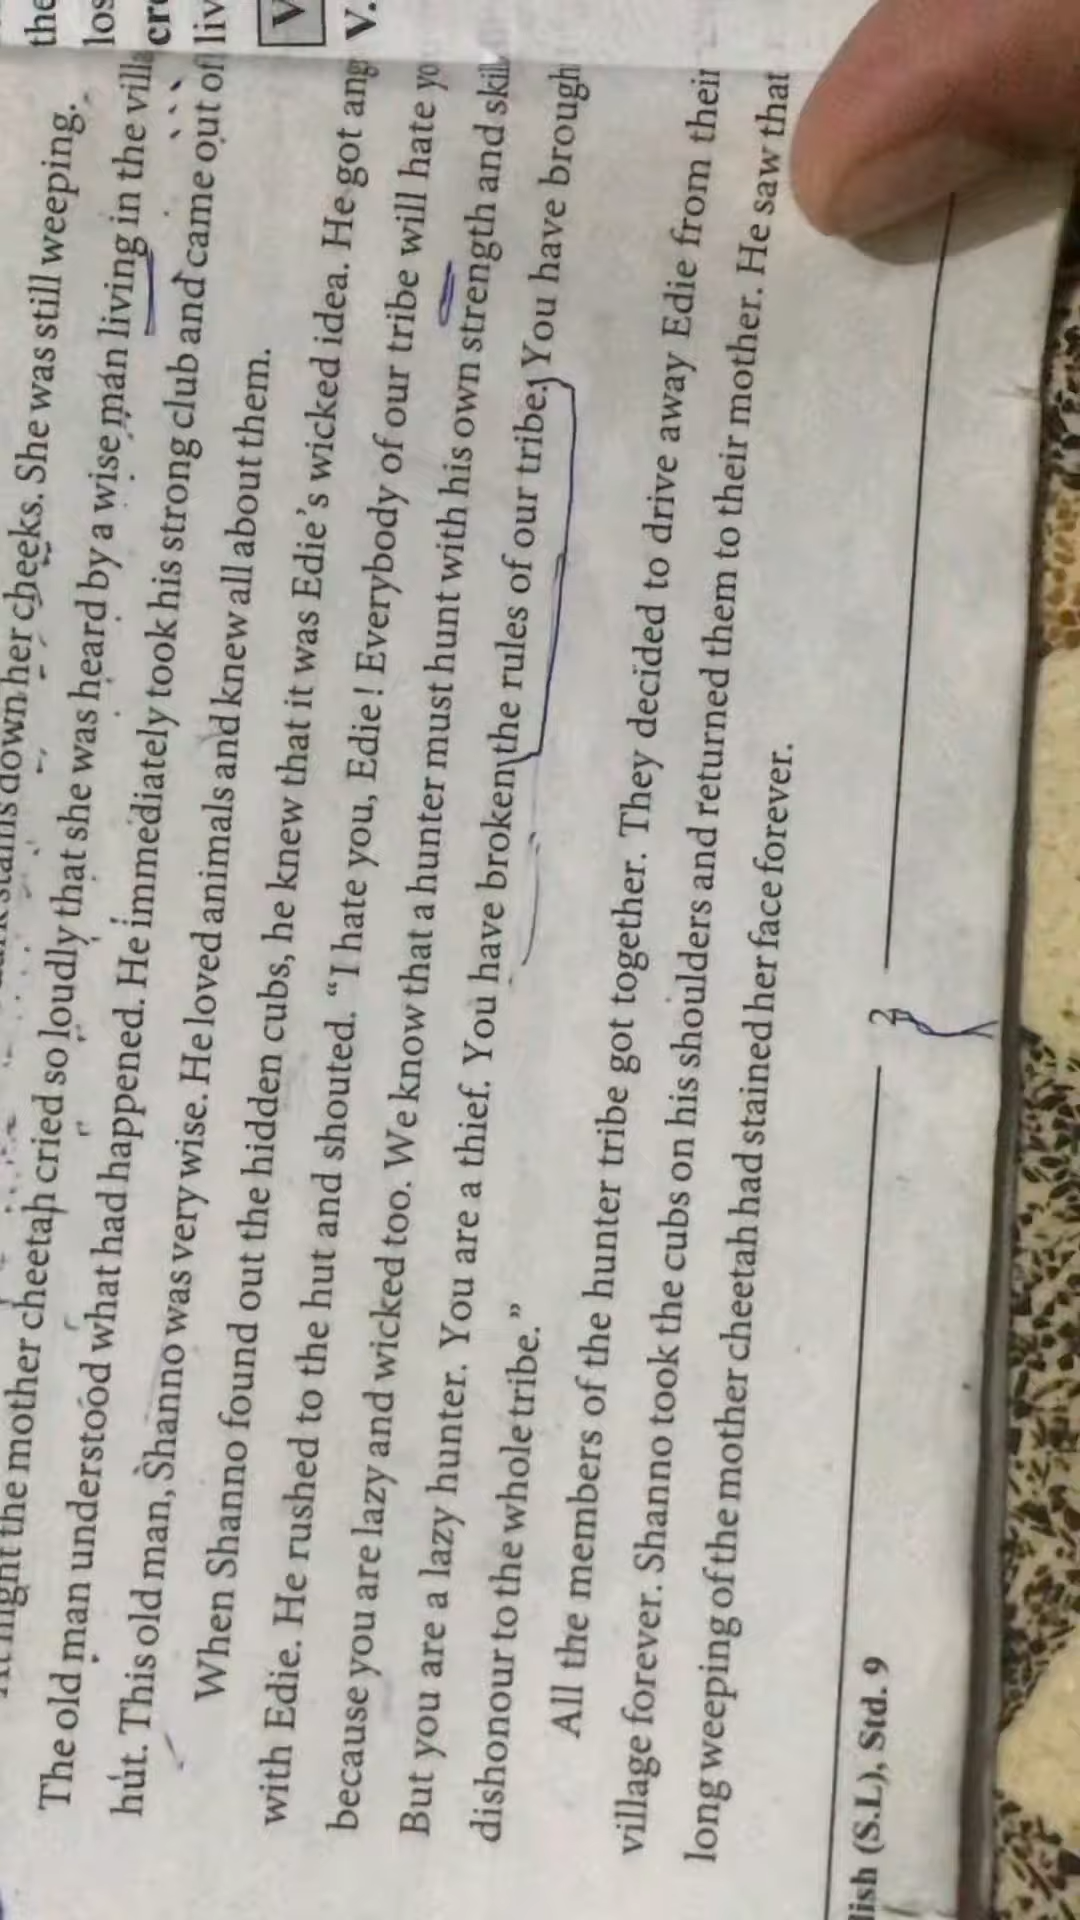 night the mother cheetah cried so loudly that she was heard by a wise man living in the
down her cheeks. She was still weeping.
The old man understood what had happened. He immediately took his strong club and came out of
hut. This old man, Shanno was very wise. He loved animals and knew all about them.
When Shanno found out the hidden cubs, he knew that it was Edie's wicked idea. He got
with Edie. He rushed to the hut and shouted. "I hate you, Edie! Everybody of our tribe will hate
because you are lazy and wicked too. We know that a hunter must hunt with his own strength and
But you are a lazy hunter. You are a thief. You have broken the rules of our tribe. You have
dishonour to the whole tribe."
All the members of the hunter tribe got together. They decided to drive away Edie from their
village forever. Shanno took the cubs on his shoulders and returned them to their mother. He saw that
long weeping of the mother cheetah had stained her face forever.
(S.L), Std. 9
the
V
V.